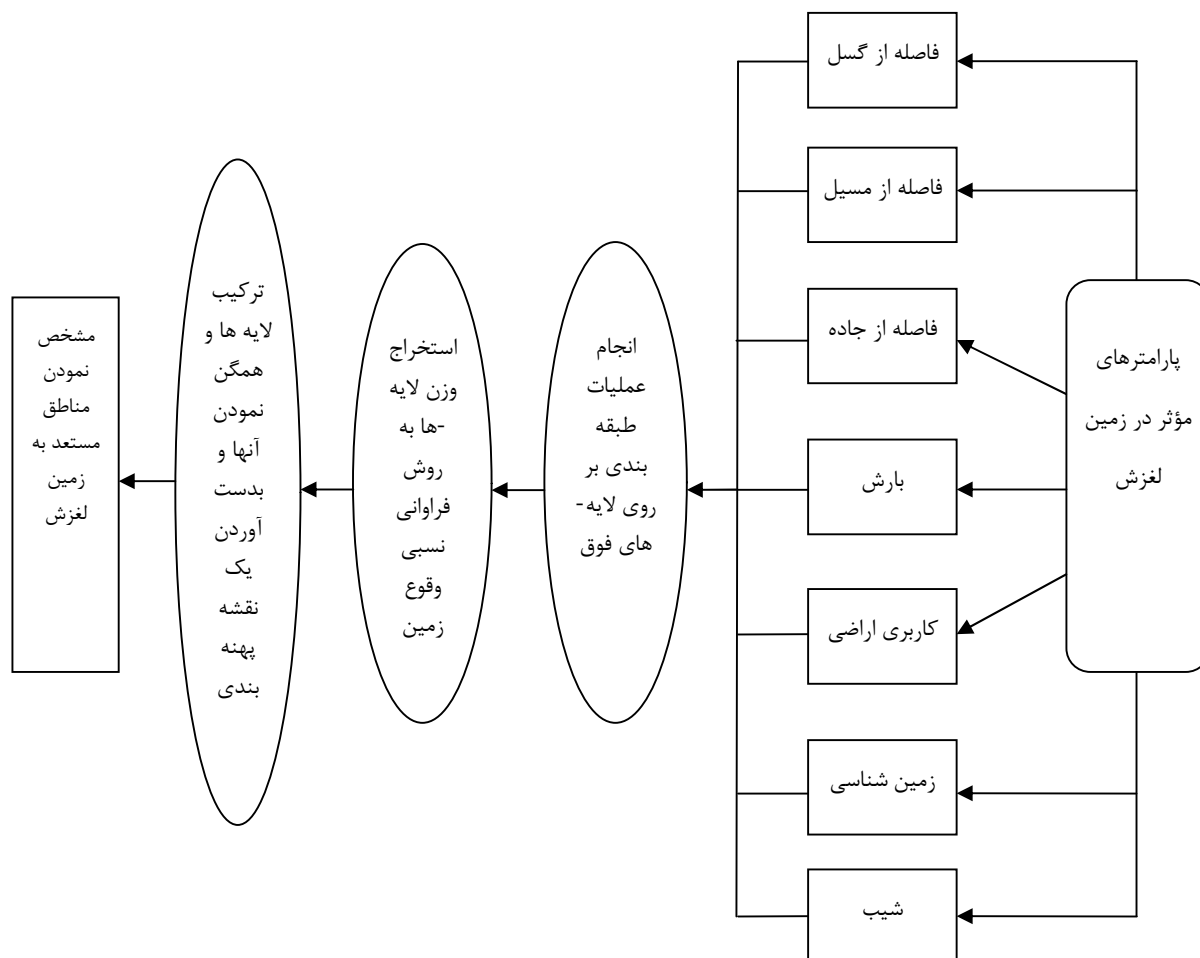 پارامترهای
مؤثر در زمین
لغزش
فاصله از گسل
فاصله از مسیل
فاصله از جاده
بارش
کاربری اراضی
زمین شناسی
شیب
انجام
عملیات
طبقه
بندی بر
روی لایه-
های فوق
استخراج
وزن لایه
-ها به
روش
فراوانی
نسبی
وقوع
زمین
ترکیب
لایه ها و
همگن
نمودن
آنها و
بدست
آوردن
یک
نقشه
پهنه
بندی
مشخص
نمودن
مناطق
مستعد به
زمین
لغزش